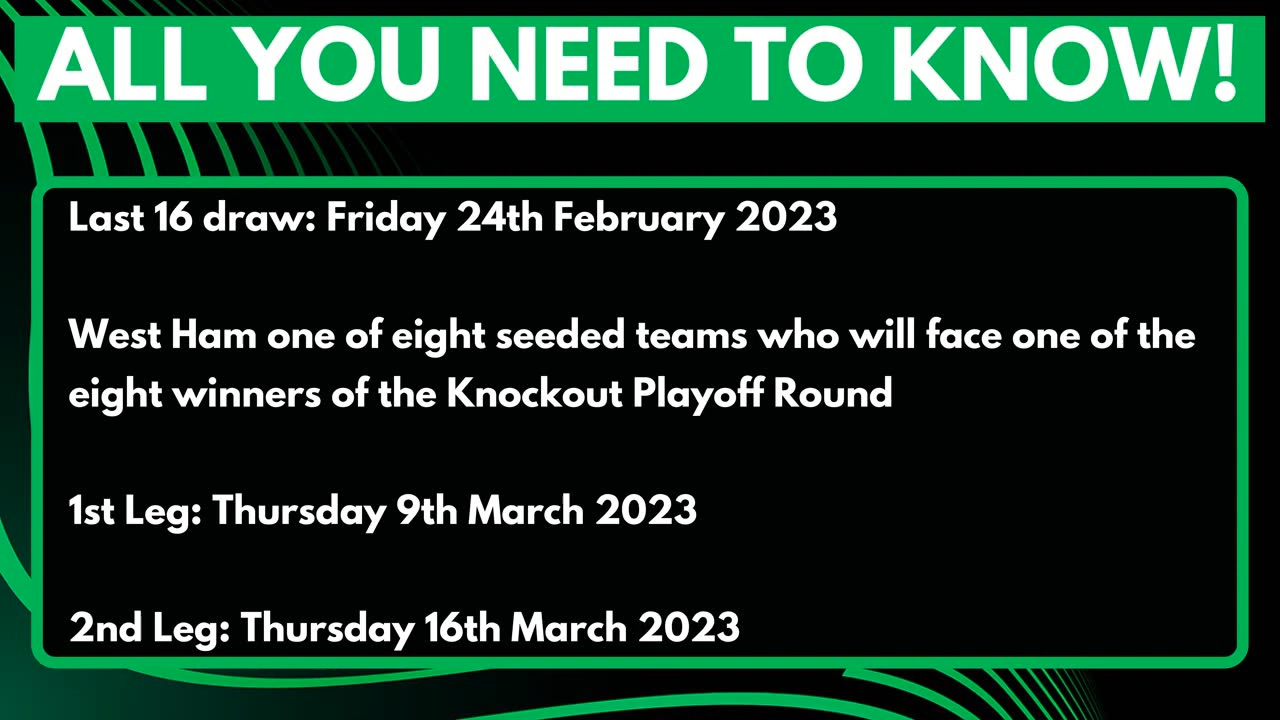 ALL YOU NEED TO KNOW!
Last 16 draw: Friday 24th February 2023
West Ham one of eight seeded teams who will face one of the
eight winners of the Knockout Playoff Round
1st Leg: Thursday 9th March 2023
2nd Leg: Thursday 16th March 2023